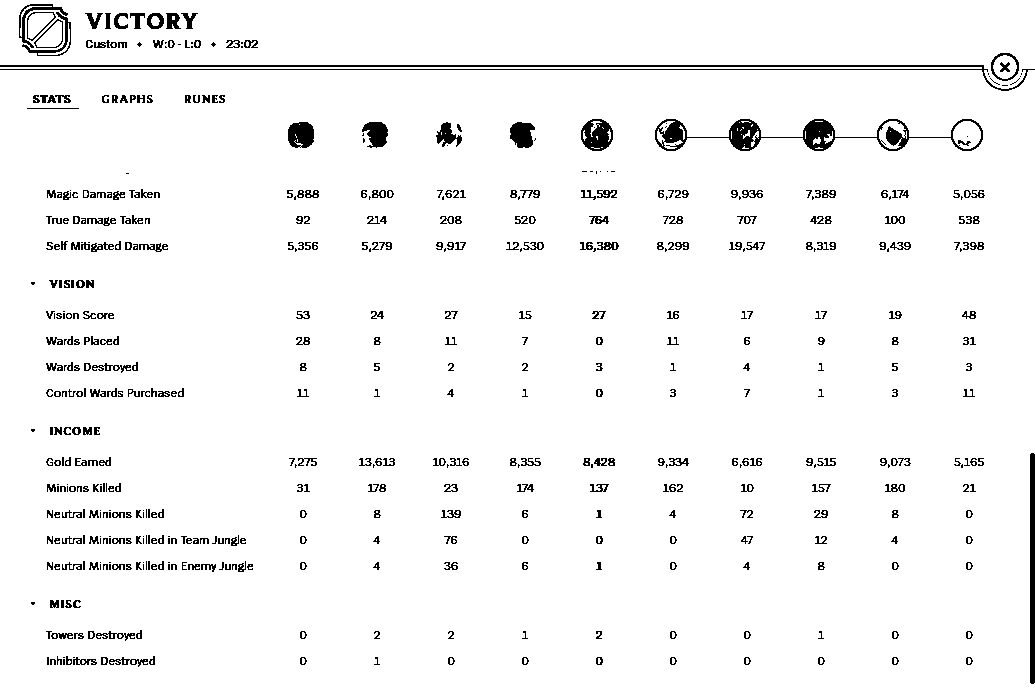 VICTORY
Custom • W:0 - L:0 • 23:02
STATS GRAPHS RUNES
Magic Damage Taken 5,888 6,800 7,621 8,779 11,592 6,729 9,936 7,389 6,174 5,056
True Damage Taken 92 214 208 520 764 728 707 428 100 538
Self Mitigated Damage 5,356 5,279 9,917 12,530 16,380 8,299 19,547 8,319 9,439 7,398
VISION
Vision Score 53 24 27 15 27 16 17 17 19 48
Wards Placed 28 8 11 7 0 11 6 9 8 31
Wards Destroyed 8 5 2 2 3 1 4 1 5 3
Control Wards Purchased 11 1 4 1 0 3 7 1 3 11
INCOME
Gold Earned 7,275 13,613 10,316 8,355 8,428 9,334 6,616 9,515 9,073 5,165
Minions Killed 31 178 23 174 137 162 10 157 180 21
Neutral Minions Killed 0 8 139 6 1 4 72 29 8 0
Neutral Minions Killed in Team Jungle 0 4 76 0 0 0 47 12 4 0
Neutral Minions Killed in Enemy Jungle 0 4 36 6 1 0 4 8 0 0
MISC
Towers Destroyed 0 2 2 1 2 0 0 1 0 0
Inhibitors Destroyed 0 1 0 0 0 0 0 0 0 0